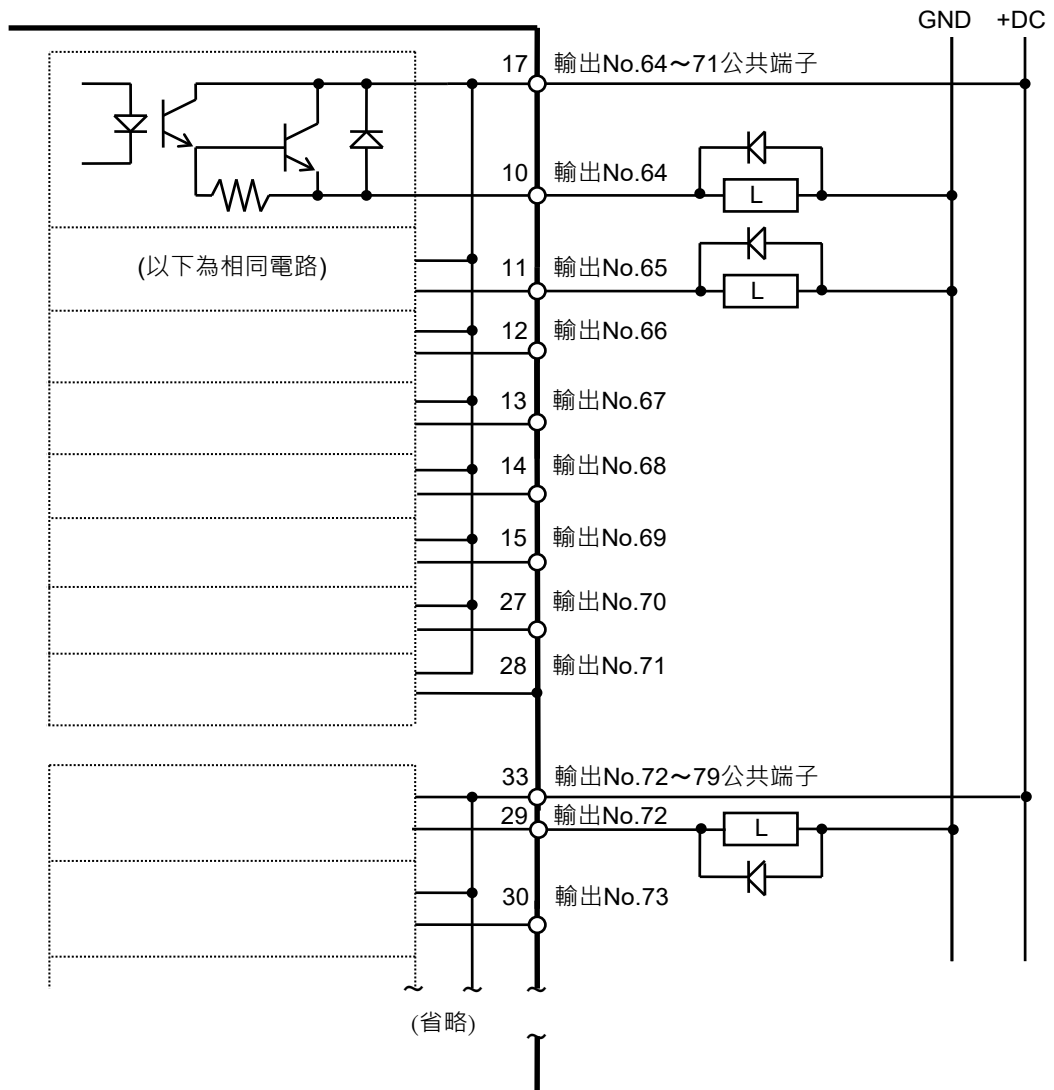 GND +DC
17 輸出No.64～71公共端子
10 輸出No.64
L
(以下為相同電路)
11 輸出No.65
L
12 輸出No.66
13 輸出No.67
14 輸出No.68
15 輸出No.69
27 輸出No.70
28 輸出No.71
33 輸出No.72～79公共端子
29 輸出No.72
L
30 輸出No.73
(省略)